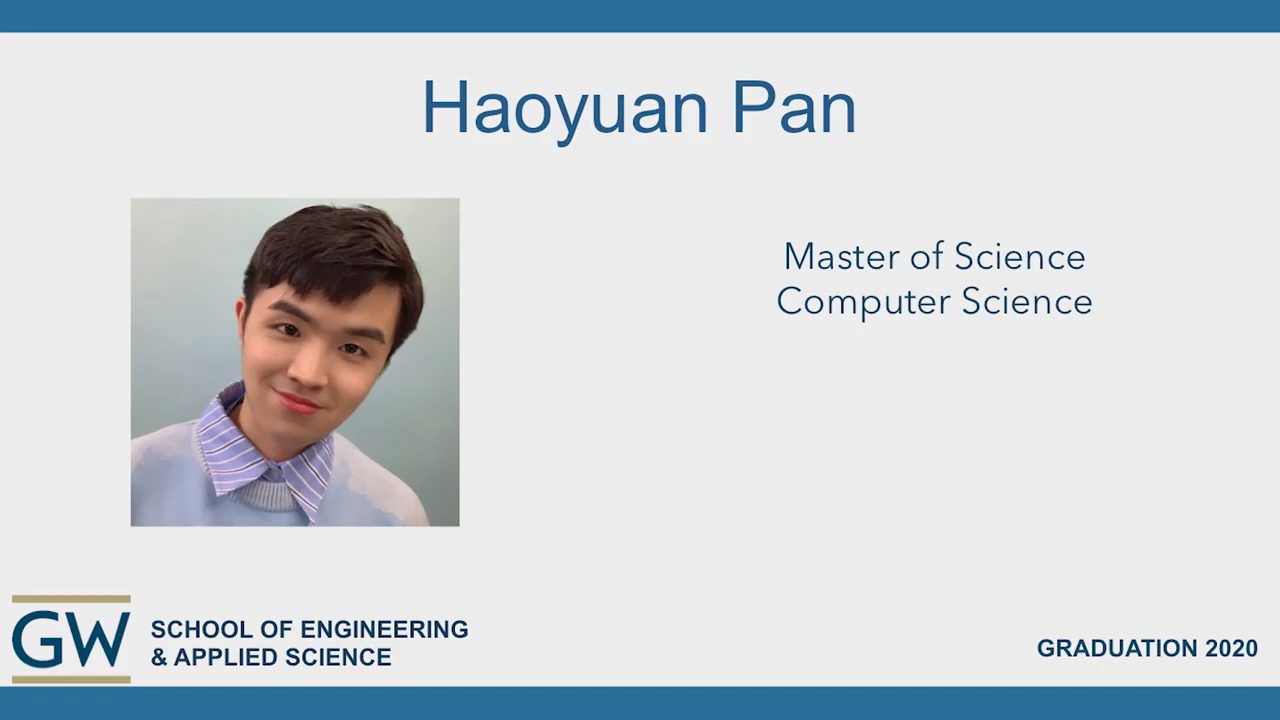 Haoyuan Pan
Master of Science
Computer Science
GW
SCHOOL OF ENGINEERING
& APPLIED SCIENCE
GRADUATION 2020